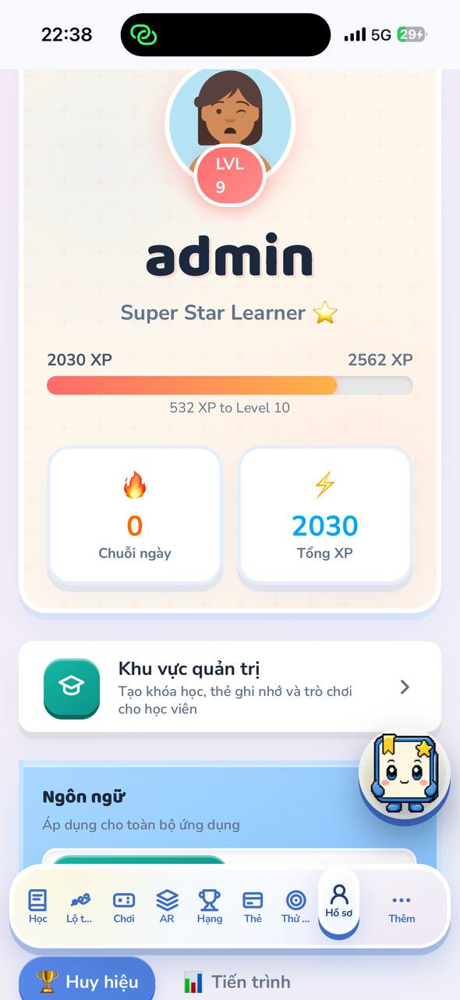 22:38
5G
29
LVL
9
admin
Super Star Learner
2030 XP
2562 XP
532 XP to Level 10
0
2030
Chuỗi ngày
Tổng XP
Khu vực quản trị
Tạo khóa học, thẻ ghi nhớ và trò chơi
cho học viên
Ngôn ngữ
Áp dụng cho toàn bộ ứng dụng
Học
Lộ t...
Chơi
AR
Hạng
Thẻ
Thử ...
Hồ sơ
Thêm
Huy hiệu
Tiến trình